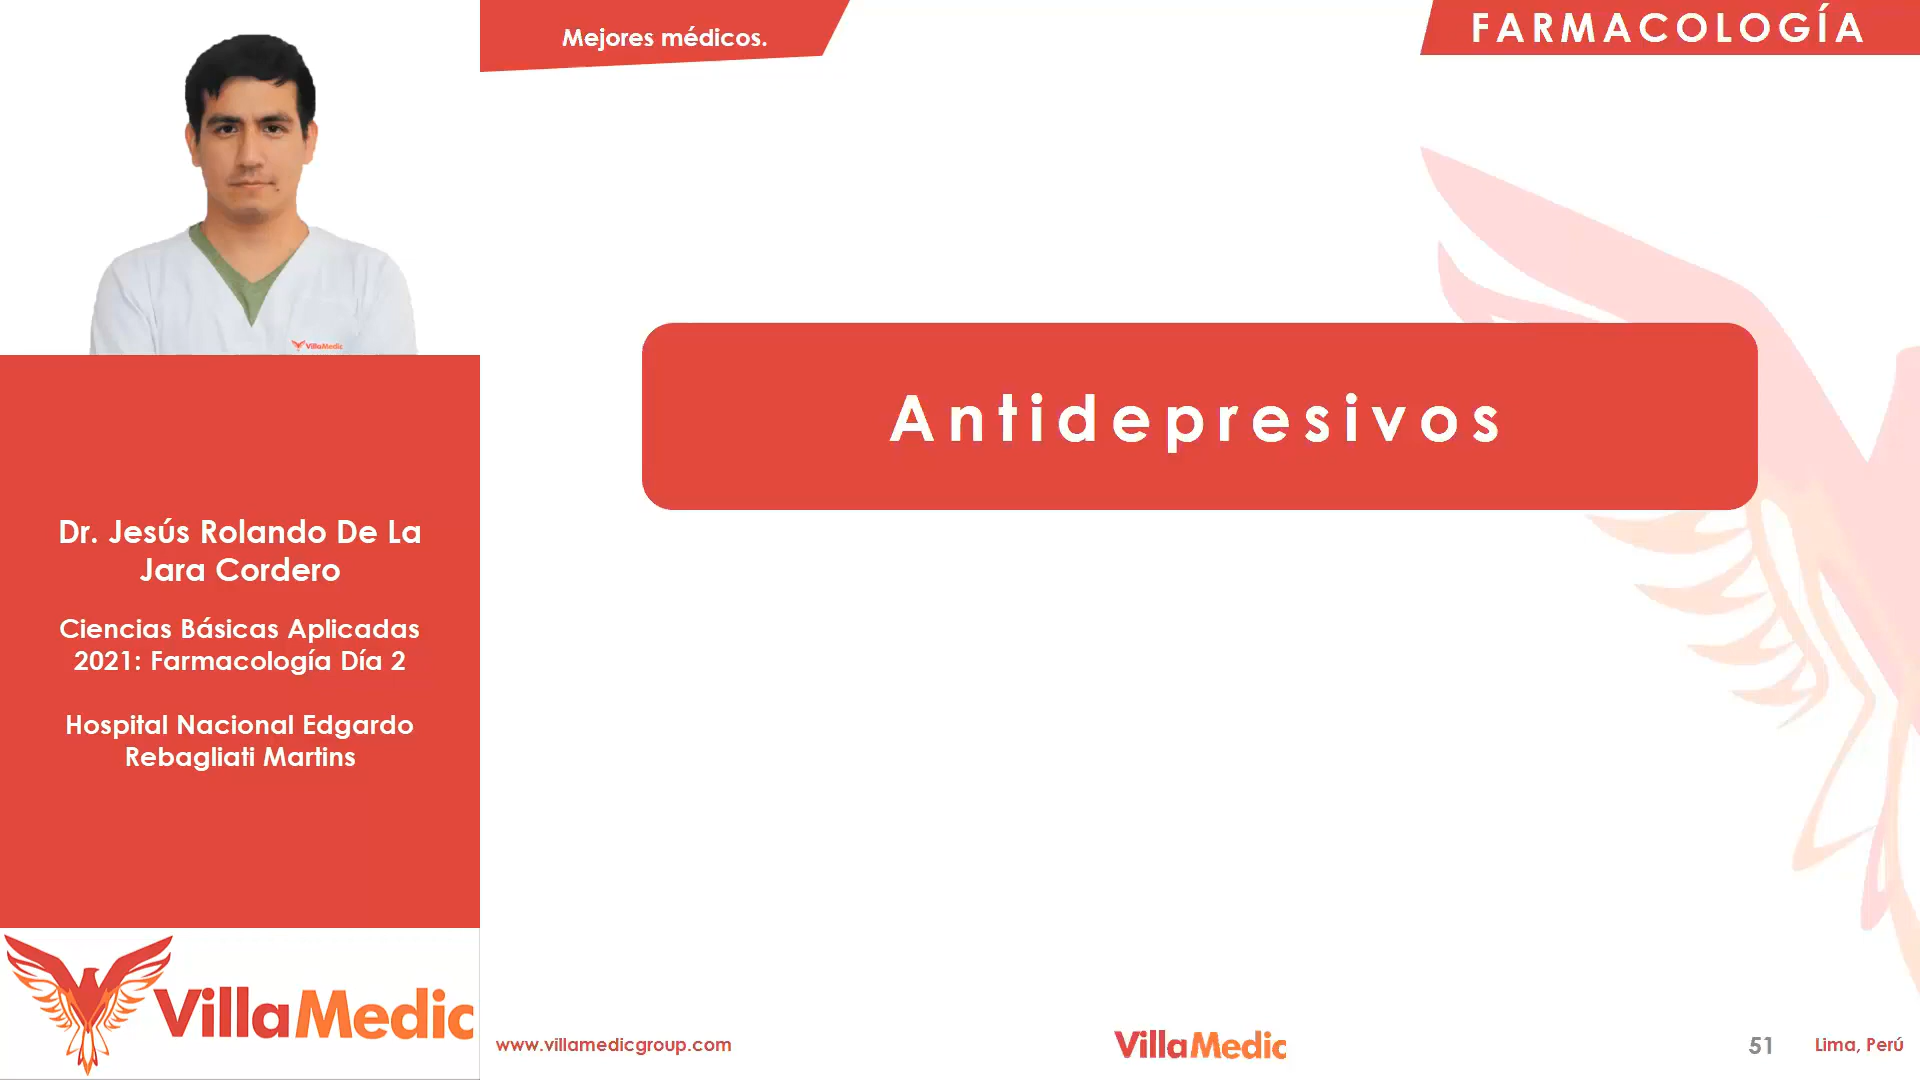 Mejores médicos.
FARMACOLOGÍA
VillaMedic
Antidepresivos
Dr. Jesús Rolando De La
Jara Cordero
Ciencias Básicas Aplicadas
2021: Farmacología Día 2
Hospital Nacional Edgardo
Rebagliati Martins
VillaMedic
www.villamedicgroup.com
VillaMedic
51
Lima, Perú